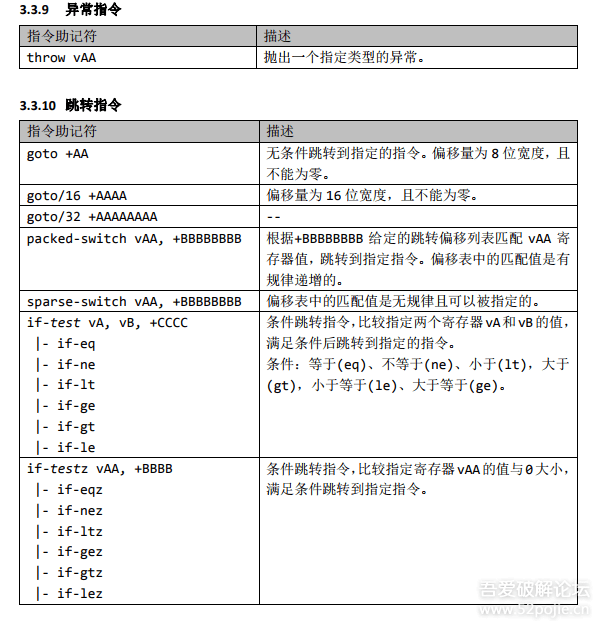 3.3.9 异常指令
指令助记符 描述
throw vAA 抛出一个指定类型的异常。
3.3.10 跳转指令
指令助记符 描述
goto +AA 无条件跳转到指定的指令。偏移量为 8 位宽度，且
不能为零。
goto/16 +AAAA 偏移量为 16 位宽度，且不能为零。
goto/32 +AAAAAAAA --
packed-switch vAA, +BBBBBBBB 根据+BBBBBBBB 给定的跳转偏移列表匹配 vAA 寄
存器值，跳转到指定指令。偏移表中的匹配值是有
规律递增的。
sparse-switch vAA, +BBBBBBBB 偏移表中的匹配值是无规律且可以被指定的。
if-test vA, vB, +CCCC 条件跳转指令，比较指定两个寄存器 vA 和 vB 的值，
|- if-eq 满足条件后跳转到指定的指令。
|- if-ne 条件：等于(eq)、不等于(ne)、小于(lt)，大于
|- if-lt (gt)，小于等于(le)、大于等于(ge)。
|- if-ge
|- if-gt
|- if-le
if-testz vAA, +BBBB 条件跳转指令，比较指定寄存器 vAA 的值与 0 大小，
|- if-eqz 满足条件跳转到指定指令。
|- if-nez
|- if-ltz
|- if-gez
|- if-gtz
|- if-lez
吾爱破解论坛
www.52pojie.cn